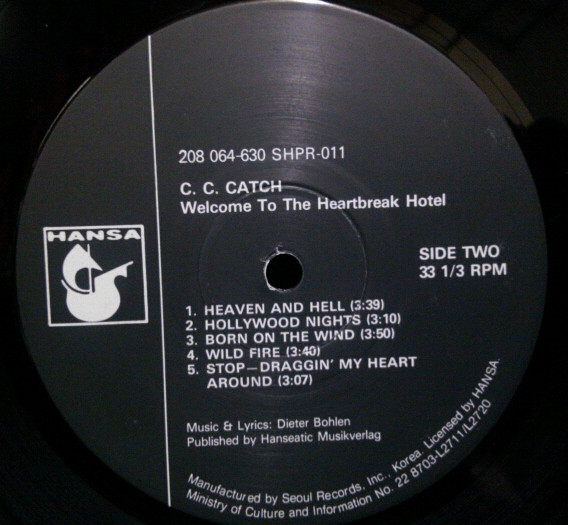 208 064-630 SHPR-011
C. C. CATCH
Welcome To The Heartbreak Hotel
HANSA
SIDE TWO
33 1/3 RPM
1. HEAVEN AND HELL (3:39)
2. HOLLYWOOD NIGHTS (3:10)
3. BORN ON THE WIND (3:50)
4. WILD FIRE (3:40)
5. STOP—DRAGGIN' MY HEART
AROUND (3:07)
Music & Lyrics: Dieter Bohlen
Published by Hanseatic Musikverlag
Manufactured by Seoul Records, Inc., Korea. Licensed by HANSA.
Ministry of Culture and Information No. 22 8703-L2711/L2720